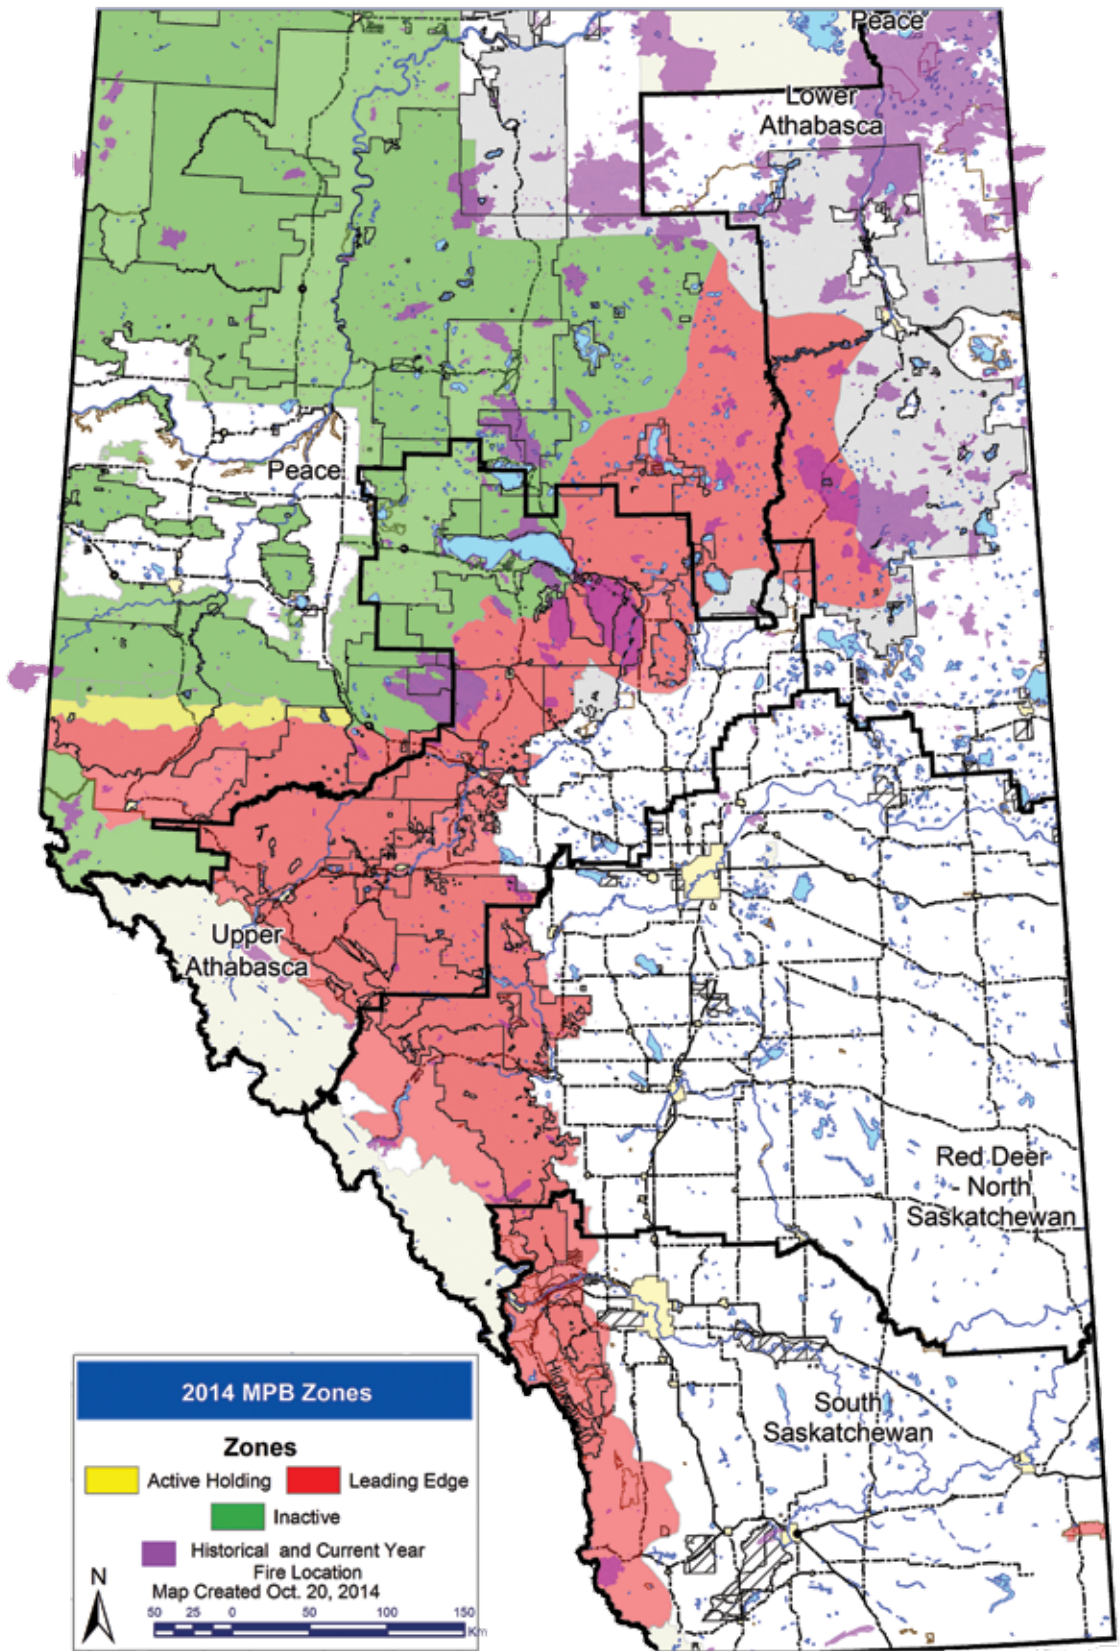 Peace
Lower
Athabasca
Peace
Upper
Athabasca
Red Deer
- North
Saskatchewan
South
Saskatchewan
2014 MPB Zones
Zones
Active Holding
Leading Edge
Inactive
Historical and Current Year
Fire Location
Map Created Oct. 20, 2014
N
50 25 0 50 100 150
Km